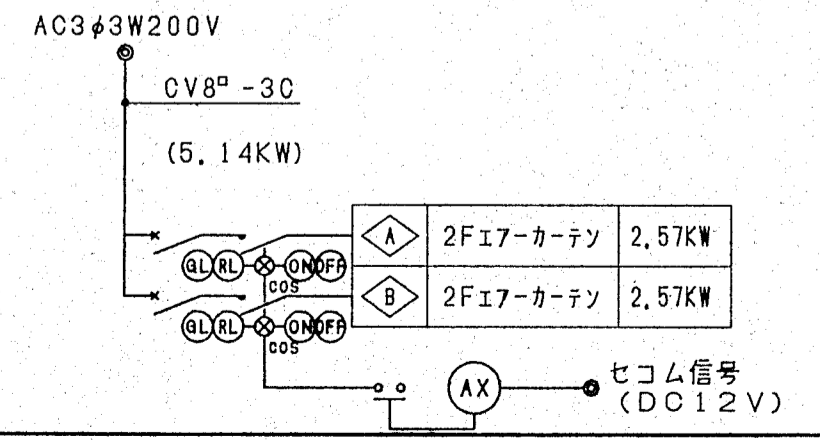 AC3φ3W200V
CV8□-3C
(5.14KW)
A 2Fエアーカーテン 2.57KW
GL RL ON OFF
COS
B 2Fエアーカーテン 2.57KW
GL RL ON OFF
COS
AX セコム信号
(DC12V)